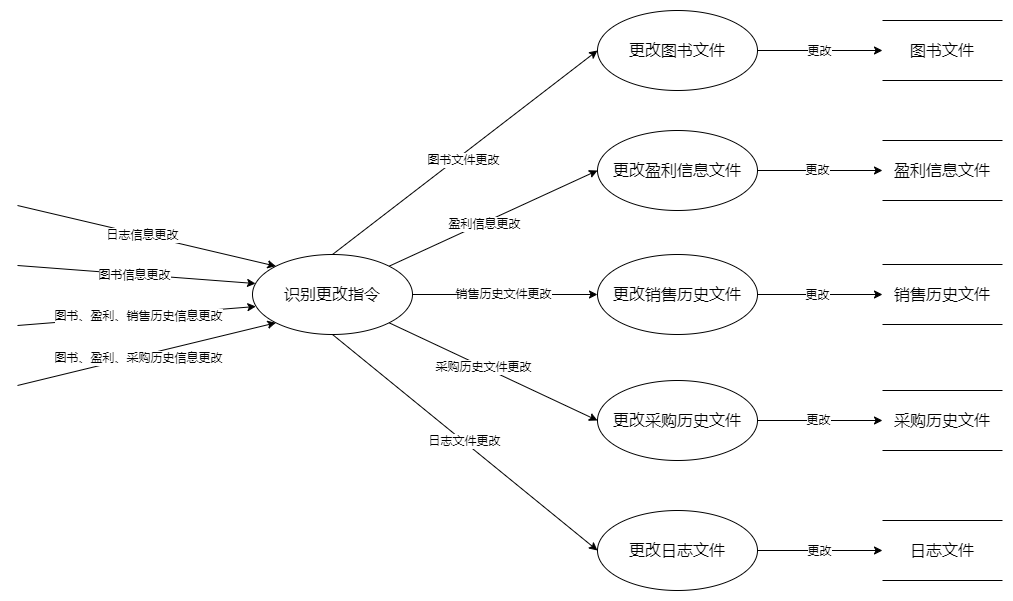 更改图书文件
更改
图书文件
图书文件更改
更改盈利信息文件
更改
盈利信息文件
盈利信息更改
日志信息更改
图书信息更改
识别更改指令
销售历史文件更改
更改销售历史文件
更改
销售历史文件
图书、盈利、销售历史信息更改
图书、盈利、采购历史信息更改
采购历史文件更改
更改采购历史文件
更改
采购历史文件
日志文件更改
更改日志文件
更改
日志文件